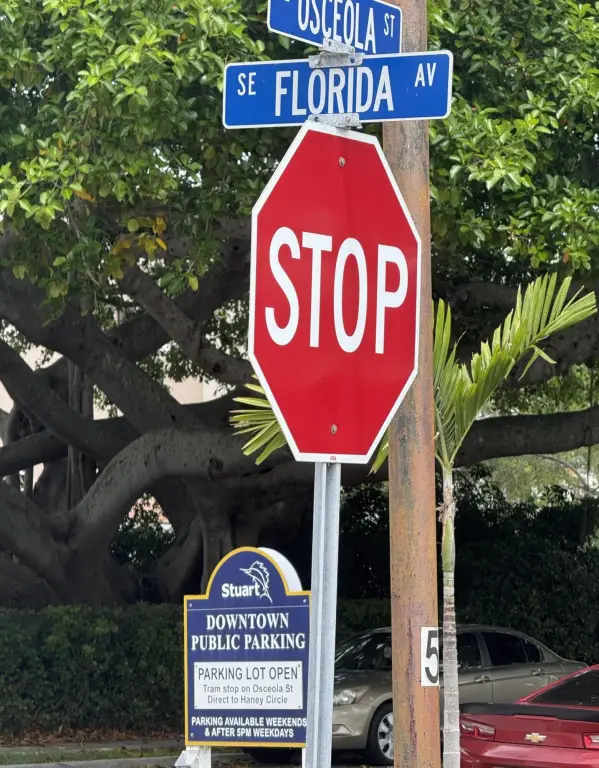 OSCEOLA ST
SE FLORIDA AV
STOP
Stuart
DOWNTOWN
PUBLIC PARKING
PARKING LOT OPEN
Tram stop on Osceola St
Direct to Haney Circle
PARKING AVAILABLE WEEKENDS
& AFTER 5PM WEEKDAYS
5